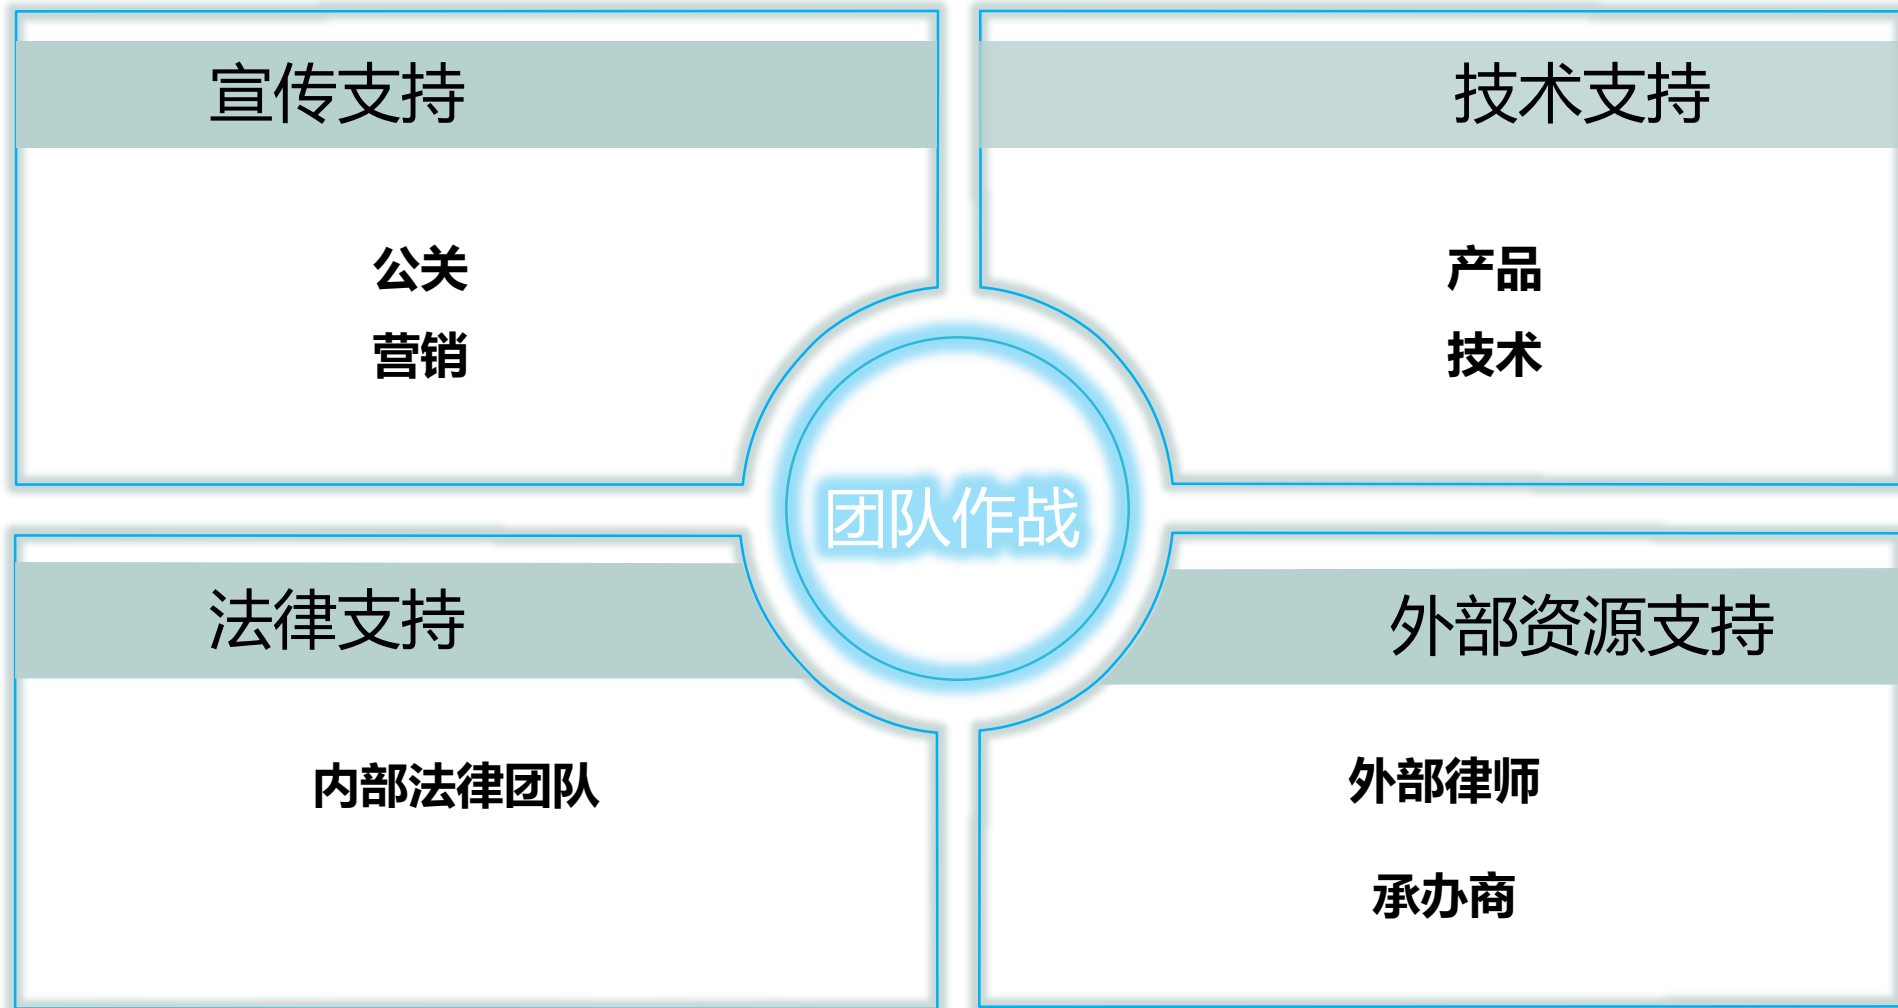 宣传支持
公关
营销
技术支持
产品
技术
团队作战
法律支持
内部法律团队
外部资源支持
外部律师
承办商